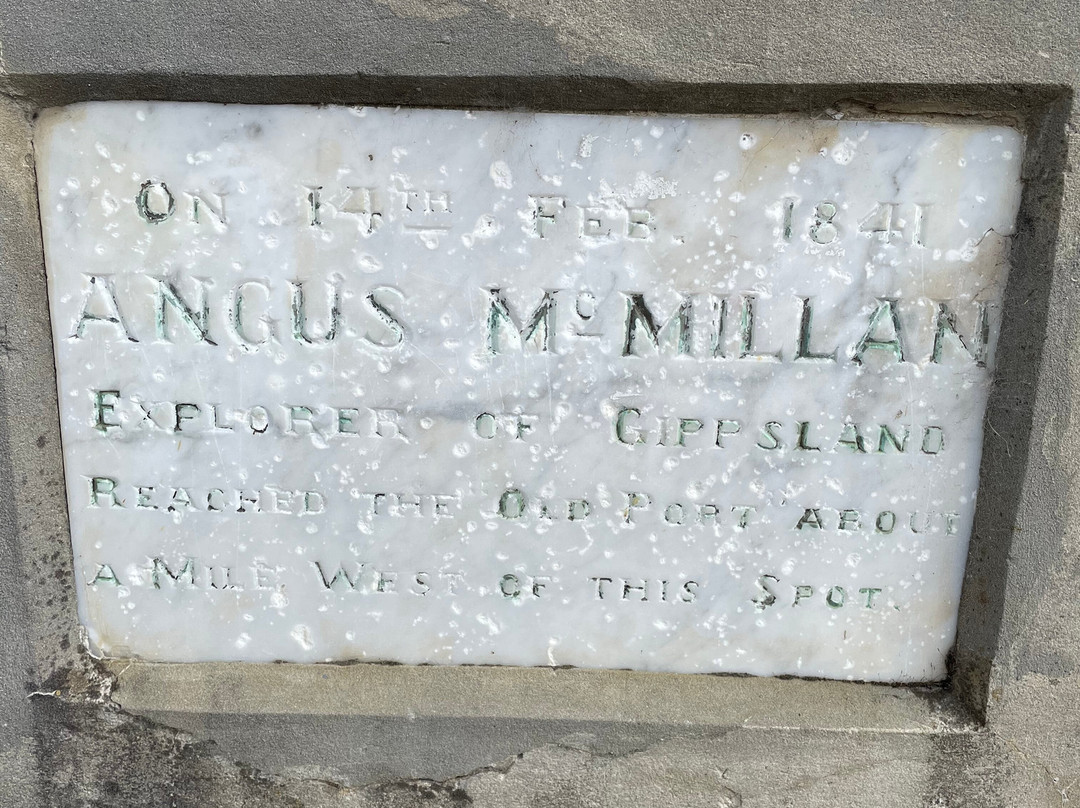 On 14th Feb. 1841
Angus McMillan
Explorer of Gippsland
Reached the Old Port about
a Mile West of this Spot.